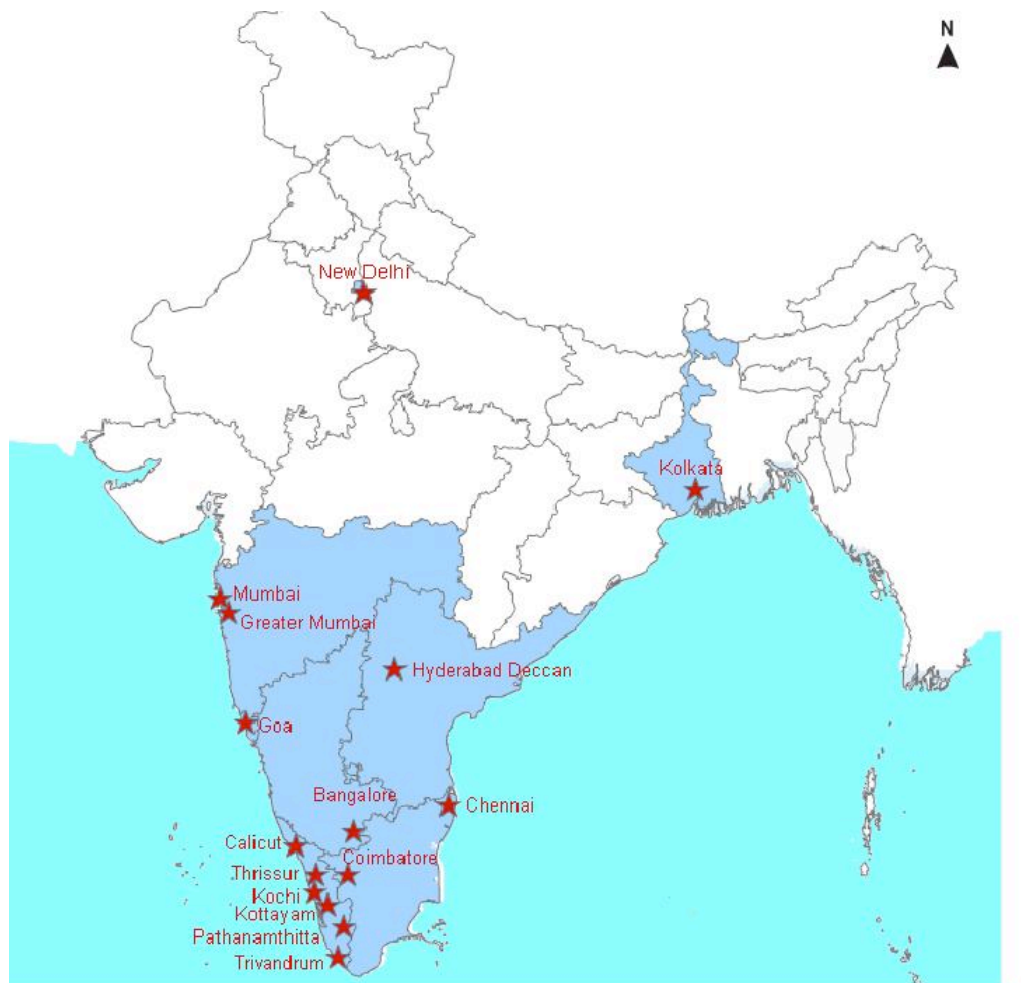 N
New Delhi
Kolkata
Mumbai
Greater Mumbai
Hyderabad Deccan
Goa
Bangalore
Chennai
Calicut
Coimbatore
Thrissur
Kochi
Kottayam
Pathanamthitta
Trivandrum